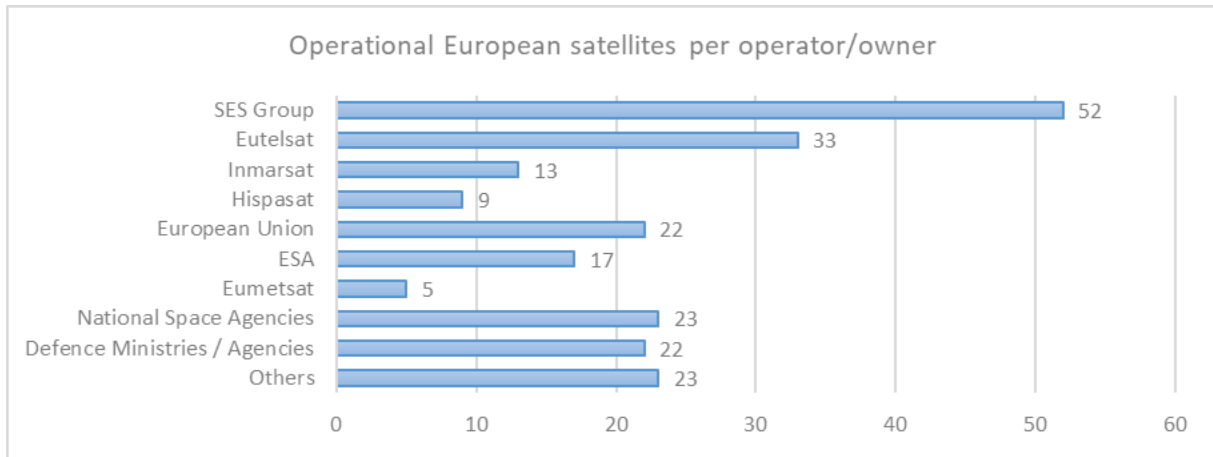 Operational European satellites per operator/owner
SES Group 52
Eutelsat 33
Inmarsat 13
Hispasat 9
European Union 22
ESA 17
Eumetsat 5
National Space Agencies 23
Defence Ministries / Agencies 22
Others 23
0 10 20 30 40 50 60